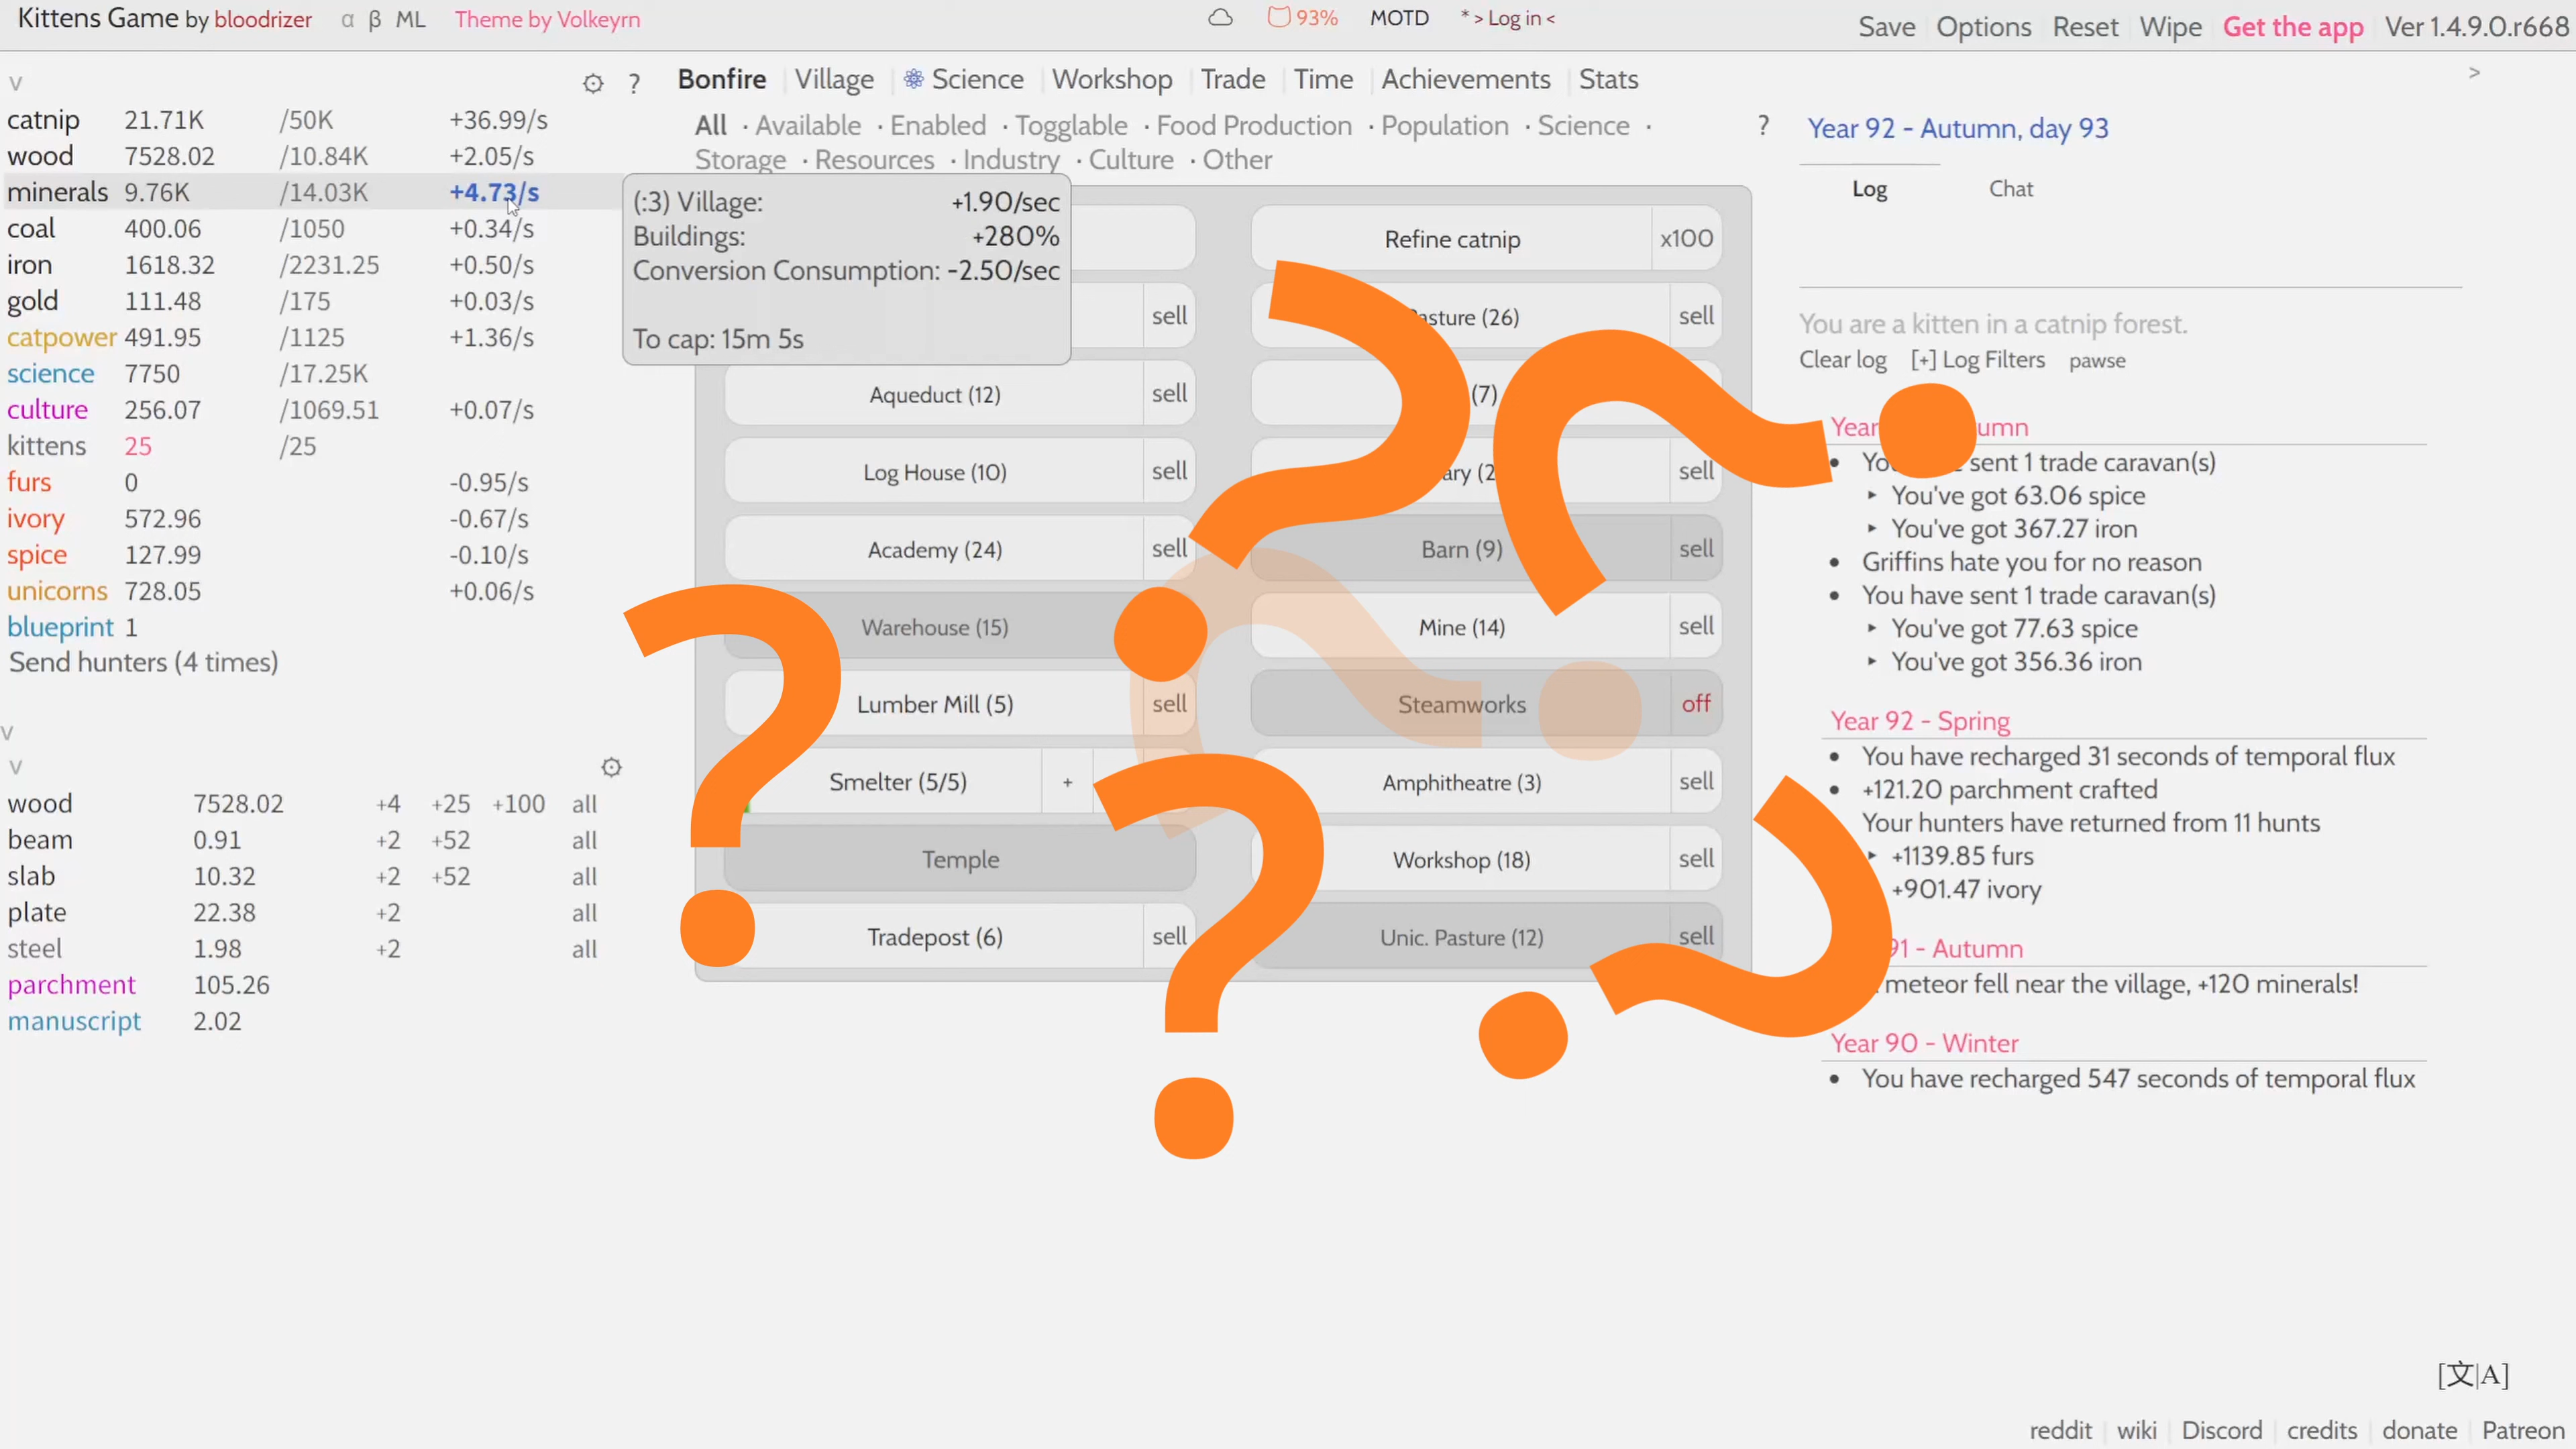 Kittens Game by bloodrizer α β ML Theme by Volkeyrn
93% MOTD * > Log in <
Save Options Reset Wipe Get the app Ver 1.4.9.0.r668
v ?
catnip 21.71K /50K +36.99/s
wood 7528.02 /10.84K +2.05/s
minerals 9.76K /14.03K +4.73/s
coal 400.06 /1050 +0.34/s
iron 1618.32 /2231.25 +0.50/s
gold 111.48 /175 +0.03/s
catpower 491.95 /1125 +1.36/s
science 7750 /17.25K
culture 256.07 /1069.51 +0.07/s
kittens 25 /25
furs 0 -0.95/s
ivory 572.96 -0.67/s
spice 127.99 -0.10/s
unicorns 728.05 +0.06/s
blueprint 1
Send hunters (4 times)
v
v
wood 7528.02 +4 +25 +100 all
beam 0.91 +2 +52 all
slab 10.32 +2 +52 all
plate 22.38 +2 all
steel 1.98 +2 all
parchment 105.26
manuscript 2.02
Bonfire Village Science Workshop Trade Time Achievements Stats
All · Available · Enabled · Togglable · Food Production · Population · Science · ?
Storage · Resources · Industry · Culture · Other
(:3) Village: +1.90/sec
Buildings: +280%
Conversion Consumption: -2.50/sec
To cap: 15m 5s
Refine catnip x100
sell (26) sell
Aqueduct (12) sell (7)
Log House (10) sell sell
Academy (24) sell Barn (9) sell
Warehouse (15) Mine (14) sell
Lumber Mill (5) sell Steamworks off
Smelter (5/5) + Amphitheatre (3) sell
Temple Workshop (18) sell
Tradepost (6) sell Unic. Pasture (12) sell
? ? ? ? ?
>
Year 92 - Autumn, day 93
Log Chat
You are a kitten in a catnip forest.
Clear log [+] Log Filters pawse
sent 1 trade caravan(s)
You've got 63.06 spice
You've got 367.27 iron
Griffins hate you for no reason
You have sent 1 trade caravan(s)
You've got 77.63 spice
You've got 356.36 iron
Year 92 - Spring
You have recharged 31 seconds of temporal flux
+121.20 parchment crafted
Your hunters have returned from 11 hunts
+1139.85 furs
+901.47 ivory
91 - Autumn
meteor fell near the village, +120 minerals!
Year 90 - Winter
You have recharged 547 seconds of temporal flux
[文|A]
reddit wiki Discord credits donate Patreon